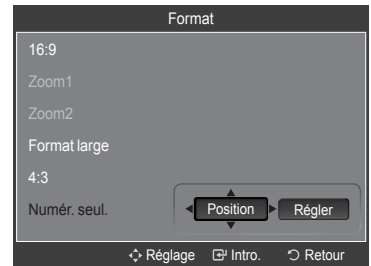 Format
16:9
Zoom1
Zoom2
Format large
4:3
Numér. seul.
Position Régler
Réglage Intro. Retour